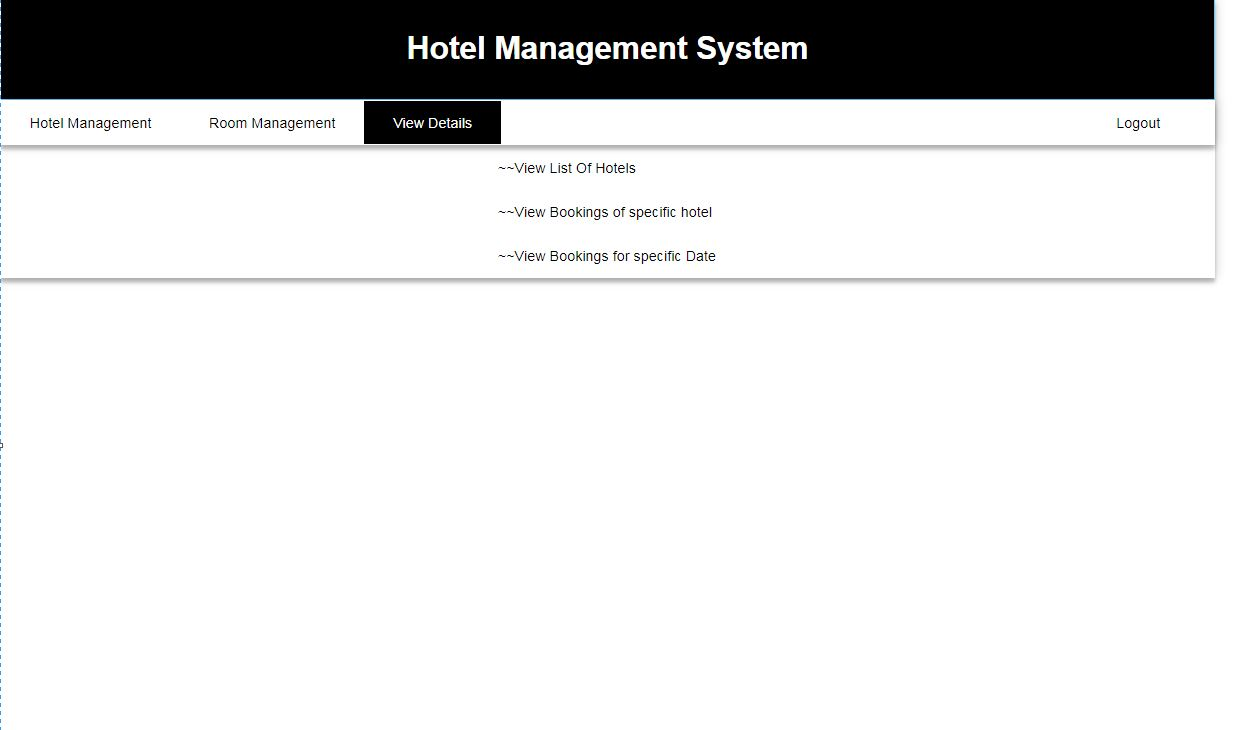 Hotel Management System
Hotel Management Room Management View Details Logout
~~View List Of Hotels
~~View Bookings of specific hotel
~~View Bookings for specific Date